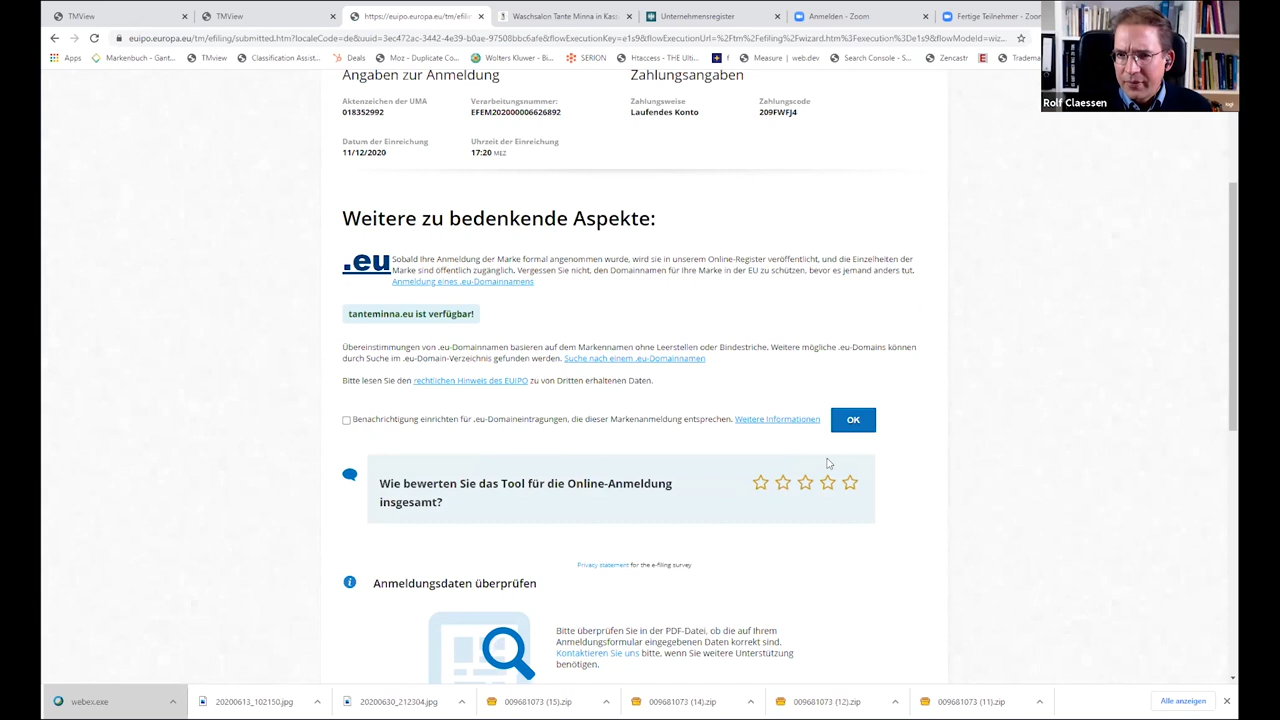 TMView
TMView
https://euipo.europa.eu/tm/efilin
Waschsalon Tante Minna in Kass
Unternehmensregister
Anmelden - Zoom
Fertige Teilnehmer - Zoom
euipo.europa.eu/tm/efiling/submitted.htm?localeCode=de&uuid=3ec472ac-3442-4e39-b0ae-97508bbc6afe&flowExecutionKey=e1s9&flowExecutionUrl=%2Ftm%2Fefiling%2Fwizard.htm%3Fexecution%3De1s9&flowModeId=wiz...
Apps
Markenbuch - Gant...
TMview
Classification Assist...
Deals
Moz - Duplicate Co...
Wolters Kluwer - Bi...
SERION
Htaccess - THE Ulti...
f
Measure | web.dev
Search Console - S...
Zencastr
Tradema
Rolf Claessen
Angaben zur Anmeldung
Zahlungsangaben
Aktenzeichen der UMA
Verarbeitungsnummer:
Zahlungsweise
Zahlungscode
018352992
EFEM202000006626892
Laufendes Konto
209FWFJ4
Datum der Einreichung
Uhrzeit der Einreichung
11/12/2020
17:20 MEZ
Weitere zu bedenkende Aspekte:
.eu
Sobald Ihre Anmeldung der Marke formal angenommen wurde, wird sie in unserem Online-Register veröffentlicht, und die Einzelheiten der
Marke sind öffentlich zugänglich. Vergessen Sie nicht, den Domainnamen für Ihre Marke in der EU zu schützen, bevor es jemand anders tut.
Anmeldung eines .eu-Domainnamens
tanteminna.eu ist verfügbar!
Übereinstimmungen von .eu-Domainnamen basieren auf dem Markennamen ohne Leerstellen oder Bindestriche. Weitere mögliche .eu-Domains können
durch Suche im .eu-Domain-Verzeichnis gefunden werden. Suche nach einem .eu-Domainnamen
Bitte lesen Sie den rechtlichen Hinweis des EUIPO zu von Dritten erhaltenen Daten.
Benachrichtigung einrichten für .eu-Domaineintragungen, die dieser Markenanmeldung entsprechen. Weitere Informationen
OK
Wie bewerten Sie das Tool für die Online-Anmeldung
insgesamt?
Privacy statement for the e-filing survey
Anmeldungsdaten überprüfen
Bitte überprüfen Sie in der PDF-Datei, ob die auf Ihrem
Anmeldungsformular eingegebenen Daten korrekt sind.
Kontaktieren Sie uns bitte, wenn Sie weitere Unterstützung
benötigen.
webex.exe
20200613_102150.jpg
20200630_212304.jpg
009681073 (15).zip
009681073 (14).zip
009681073 (12).zip
009681073 (11).zip
Alle anzeigen